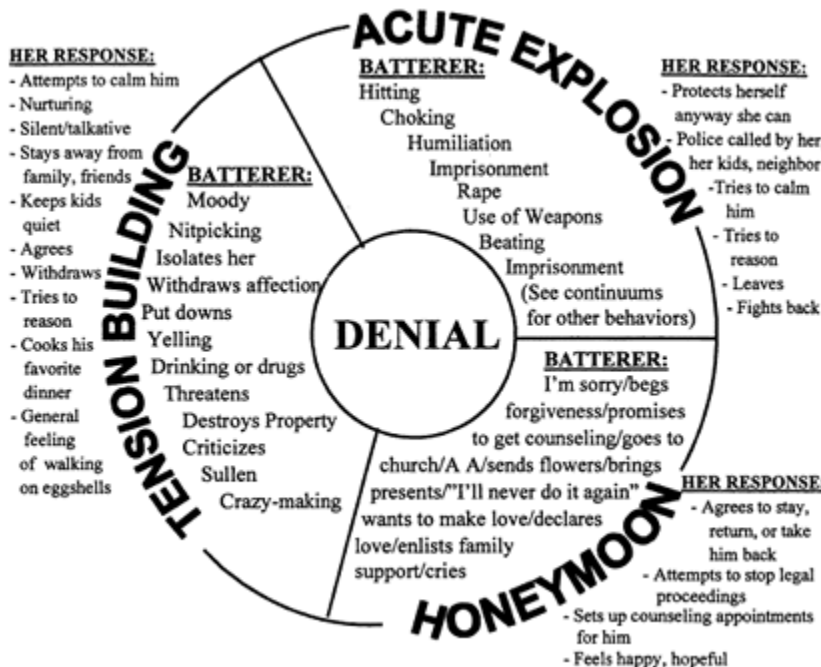 ACUTE EXPLOSION
BATTERER:
Hitting
Choking
Humiliation
Imprisonment
Rape
Use of Weapons
Beating
Imprisonment
(See continuums
for other behaviors)
HER RESPONSE:
- Protects herself
anyway she can
- Police called by her
her kids, neighbor
-Tries to calm
him
- Tries to
reason
- Leaves
- Fights back
HONEYMOON
BATTERER:
I'm sorry/begs
forgiveness/promises
to get counseling/goes to
church/A A/sends flowers/brings
presents/"I'll never do it again"
wants to make love/declares
love/enlists family
support/cries
HER RESPONSE:
- Agrees to stay,
return, or take
him back
- Attempts to stop legal
proceedings
- Sets up counseling appointments
for him
- Feels happy, hopeful
TENSION BUILDING
BATTERER:
Moody
Nitpicking
Isolates her
Withdraws affection
Put downs
Yelling
Drinking or drugs
Threatens
Destroys Property
Criticizes
Sullen
Crazy-making
HER RESPONSE:
- Attempts to calm him
- Nurturing
- Silent/talkative
- Stays away from
family, friends
- Keeps kids
quiet
- Agrees
- Withdraws
- Tries to
reason
- Cooks his
favorite
dinner
- General
feeling
of walking
on eggshells
DENIAL